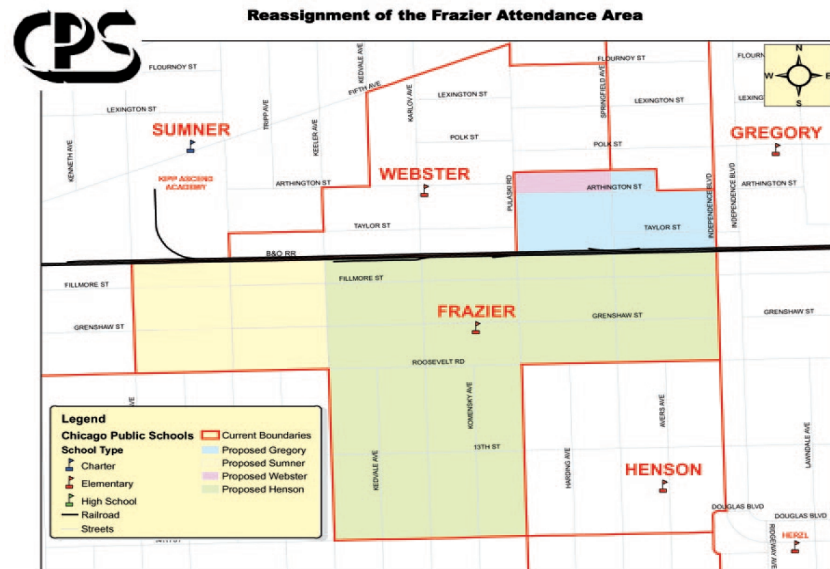 Reassignment of the Frazier Attendance Area
CPS
FLOURNOY ST
KEDVALE AVE
FLOURNOY ST
FLOURN
N
W
E
S
FIFTH AVE
LEXINGTON ST
TRIPP AVE
KARLOV AVE
LEXINGTON ST
SPRINGFIELD AVE
LEXINGTON ST
LEXING
SUMNER
KEELER AVE
POLK ST
POLK ST
GREGORY
KENNETH AVE
KIPP ASCEND
ACADEMY
WEBSTER
ARTHINGTON ST
PULASKI RD
ARTHINGTON ST
INDEPENDENCE BLVD
INDEPENDENCE BLVD
ARTHINGTON ST
TAYLOR ST
TAYLOR ST
B&O RR
FILLMORE ST
FILLMORE ST
GRENSHAW ST
FRAZIER
GRENSHAW ST
GRENSHAW ST
ROOSEVELT RD
KEDVALE AVE
KOMENSKY AVE
13TH ST
HARDING AVE
AVERS AVE
LAWNDALE AVE
HENSON
DOUGLAS BLVD
DOUGLAS BLVD
RIDGEWAY AVE
HERZL
AVE
Legend
Chicago Public Schools
School Type
Charter
Elementary
High School
Railroad
Streets
Current Boundaries
Proposed Gregory
Proposed Sumner
Proposed Webster
Proposed Henson